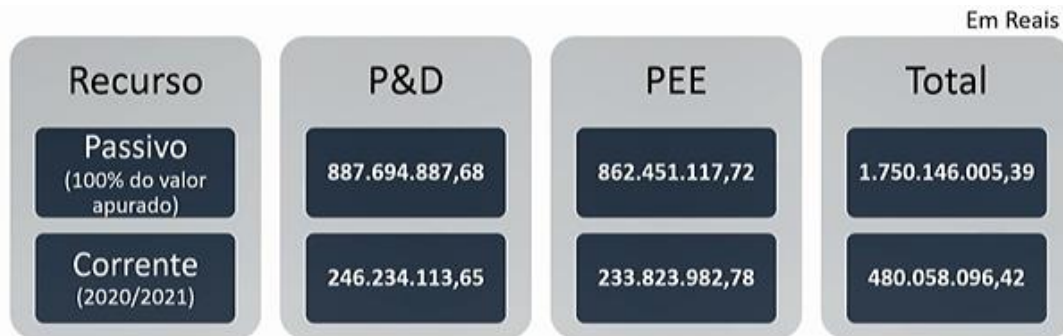 Em Reais
Recurso
P&D
PEE
Total
Passivo
(100% do valor
apurado)
887.694.887,68
862.451.117,72
1.750.146.005,39
Corrente
(2020/2021)
246.234.113,65
233.823.982,78
480.058.096,42